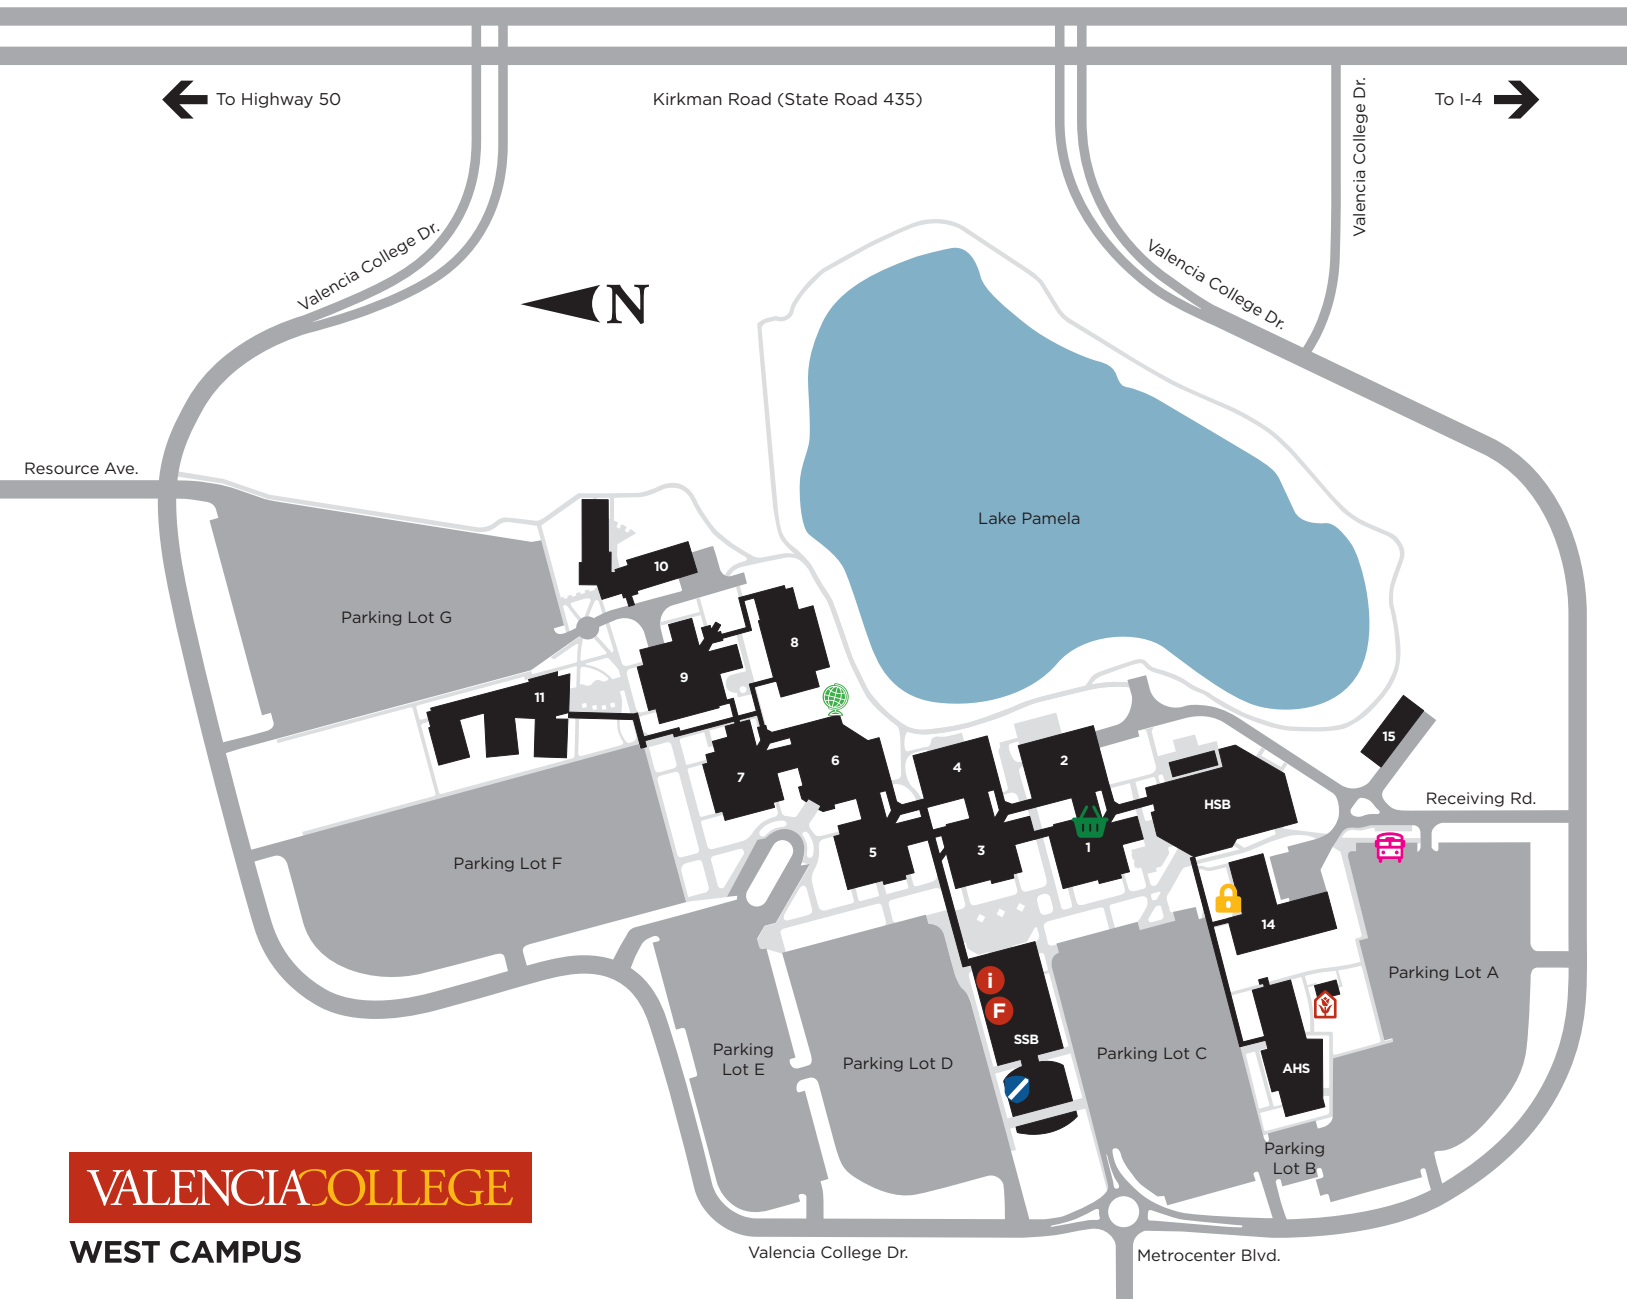 To Highway 50
Kirkman Road (State Road 435)
To I-4
Valencia College Dr.
Valencia College Dr.
Valencia College Dr.
N
Resource Ave.
Lake Pamela
10
Parking Lot G
8
9
11
15
6
4
2
7
HSB
Receiving Rd.
5
3
1
Parking Lot F
14
Parking Lot A
i
F
SSB
Parking
Lot E
Parking Lot D
Parking Lot C
AHS
Parking
Lot B
VALENCIACOLLEGE
WEST CAMPUS
Valencia College Dr.
Metrocenter Blvd.